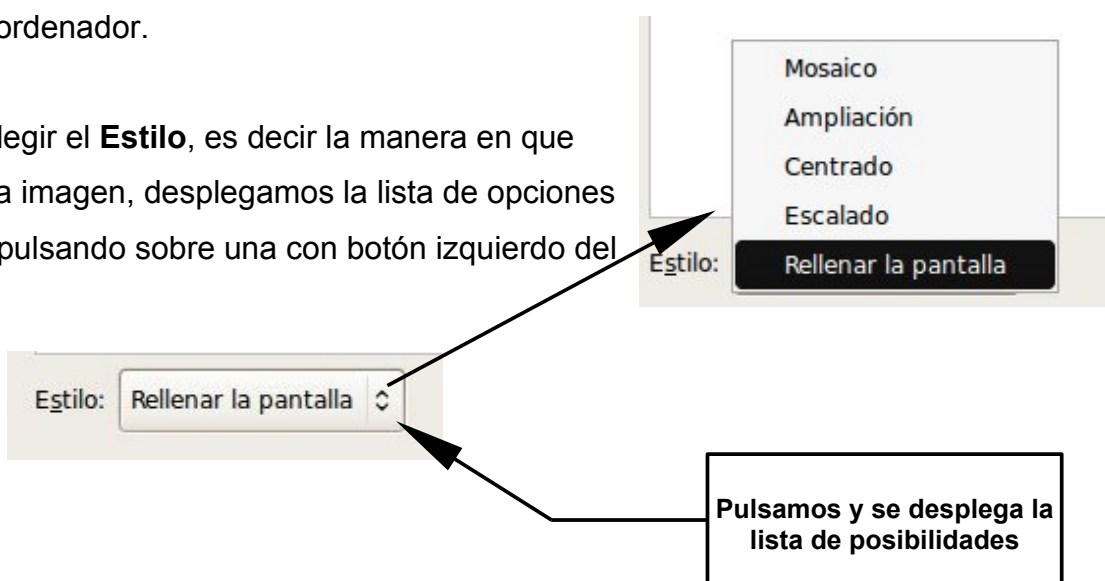 ordenador.
legir el Estilo, es decir la manera en que
a imagen, desplegamos la lista de opciones
pulsando sobre una con botón izquierdo del
Mosaico
Ampliación
Centrado
Escalado
Estilo: Rellenar la pantalla
Estilo: Rellenar la pantalla
Pulsamos y se desplega la
lista de posibilidades